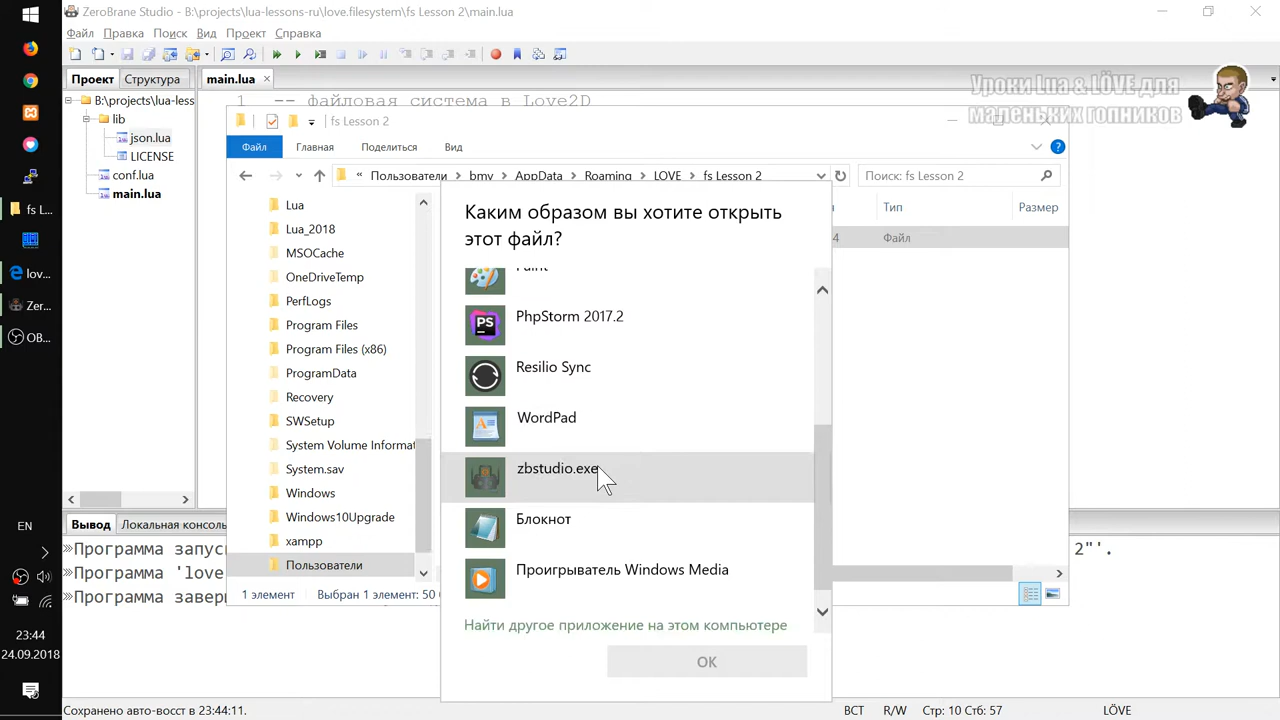 ZeroBrane Studio - B:\projects\lua-lessons-ru\love.filesystem\fs Lesson 2\main.lua
Файл Правка Поиск Вид Проект Справка
Проект Структура
main.lua
Уроки Lua & LÖVE для
маленьких гопников
B:\projects\lua-less
lib
json.lua
LICENSE
conf.lua
main.lua
1 -- файловая система в Love2D
fs Lesson 2
Файл Главная Поделиться Вид
« Пользователи > bmv > AppData > Roaming > LOVE > fs Lesson 2
Поиск: fs Lesson 2
Тип Размер
4 Файл
Lua
Lua_2018
MSOCache
OneDriveTemp
PerfLogs
Program Files
Program Files (x86)
ProgramData
Recovery
SWSetup
System Volume Informat
System.sav
Windows
Windows10Upgrade
xampp
Пользователи
1 элемент Выбран 1 элемент: 50
Каким образом вы хотите открыть
этот файл?
Paint
PhpStorm 2017.2
Resilio Sync
WordPad
zbstudio.exe
Блокнот
Проигрыватель Windows Media
Найти другое приложение на этом компьютере
OK
Вывод Локальная консоль
Программа запус
2"'.
Программа 'love
Программа завер
Сохранено авто-восст в 23:44:11.
ВСТ R/W Стр: 10 Стб: 57 LÖVE
fs L...
lov...
Zer...
OB...
EN
23:44
24.09.2018